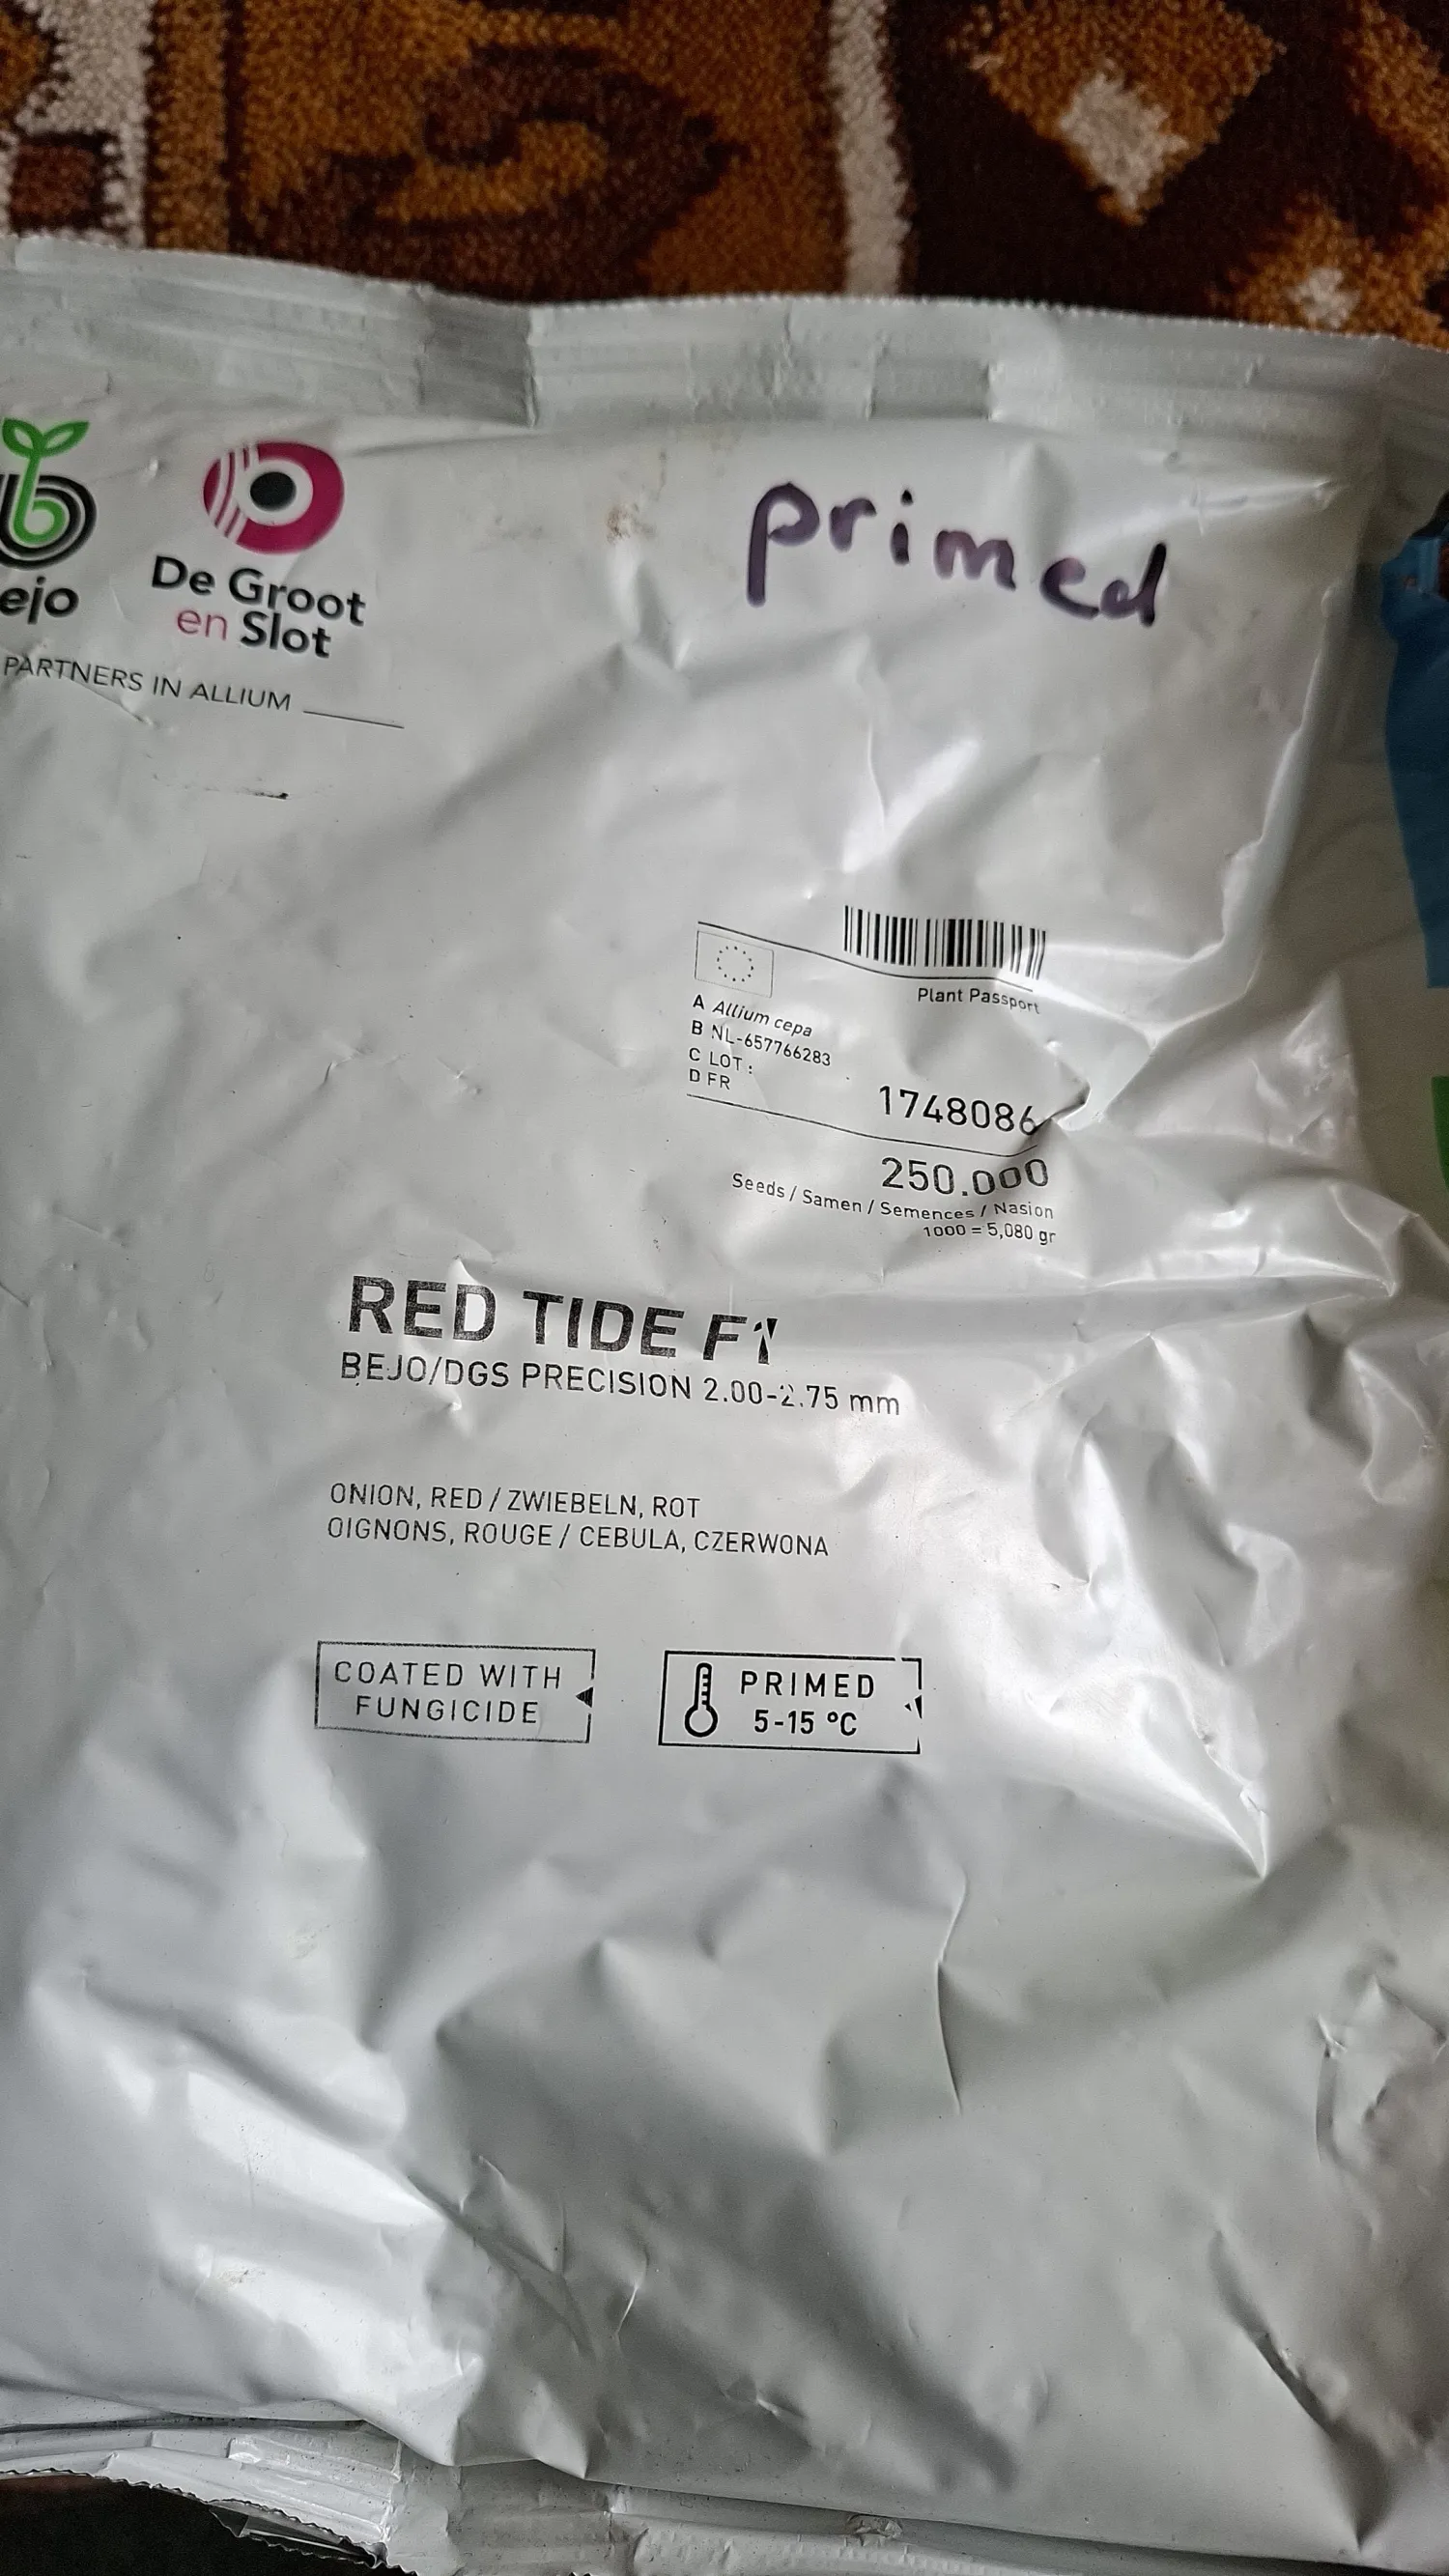 ejo
De Groot
en Slot
PARTNERS IN ALLIUM
primed
Plant Passport
A Allium cepa
B NL-657766283
C LOT: 1748086
D FR
250.000
Seeds / Samen / Semences / Nasion
1000 = 5,080 gr
RED TIDE F1
BEJO/DGS PRECISION 2.00-2.75 mm
ONION, RED / ZWIEBELN, ROT
OIGNONS, ROUGE / CEBULA, CZERWONA
COATED WITH
FUNGICIDE
PRIMED
5-15 °C